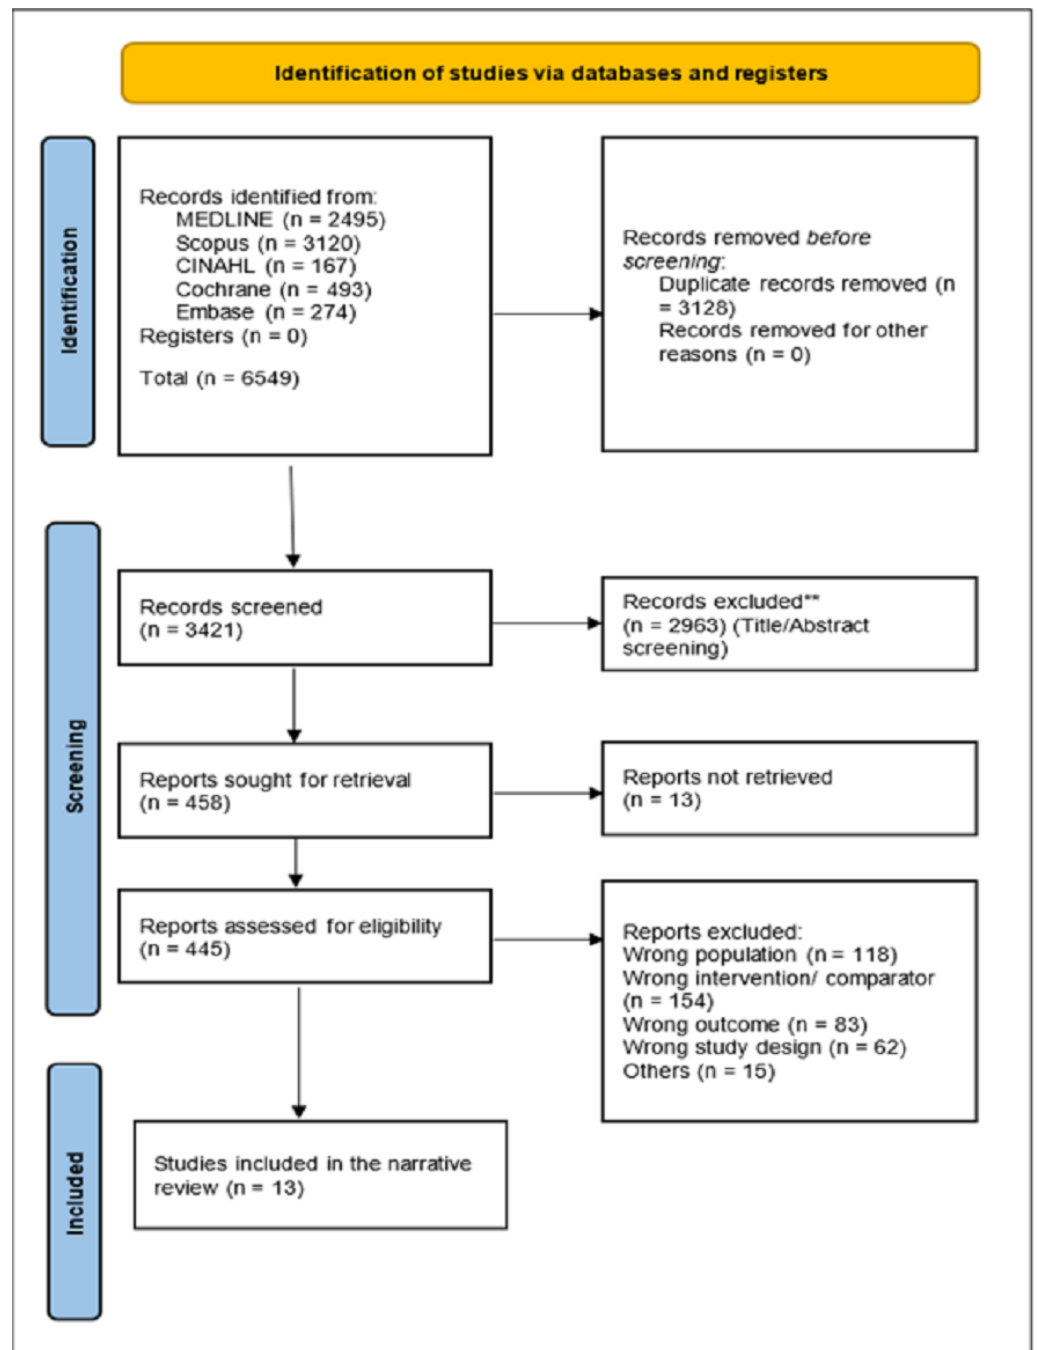 Identification of studies via databases and registers
Identification
Records identified from:
MEDLINE (n = 2495)
Scopus (n = 3120)
CINAHL (n = 167)
Cochrane (n = 493)
Embase (n = 274)
Registers (n = 0)
Total (n = 6549)
Records removed before
screening:
Duplicate records removed (n
= 3128)
Records removed for other
reasons (n = 0)
Screening
Records screened
(n = 3421)
Records excluded**
(n = 2963) (Title/Abstract
screening)
Reports sought for retrieval
(n = 458)
Reports not retrieved
(n = 13)
Reports assessed for eligibility
(n = 445)
Reports excluded:
Wrong population (n = 118)
Wrong intervention/ comparator
(n = 154)
Wrong outcome (n = 83)
Wrong study design (n = 62)
Others (n = 15)
Included
Studies included in the narrative
review (n = 13)